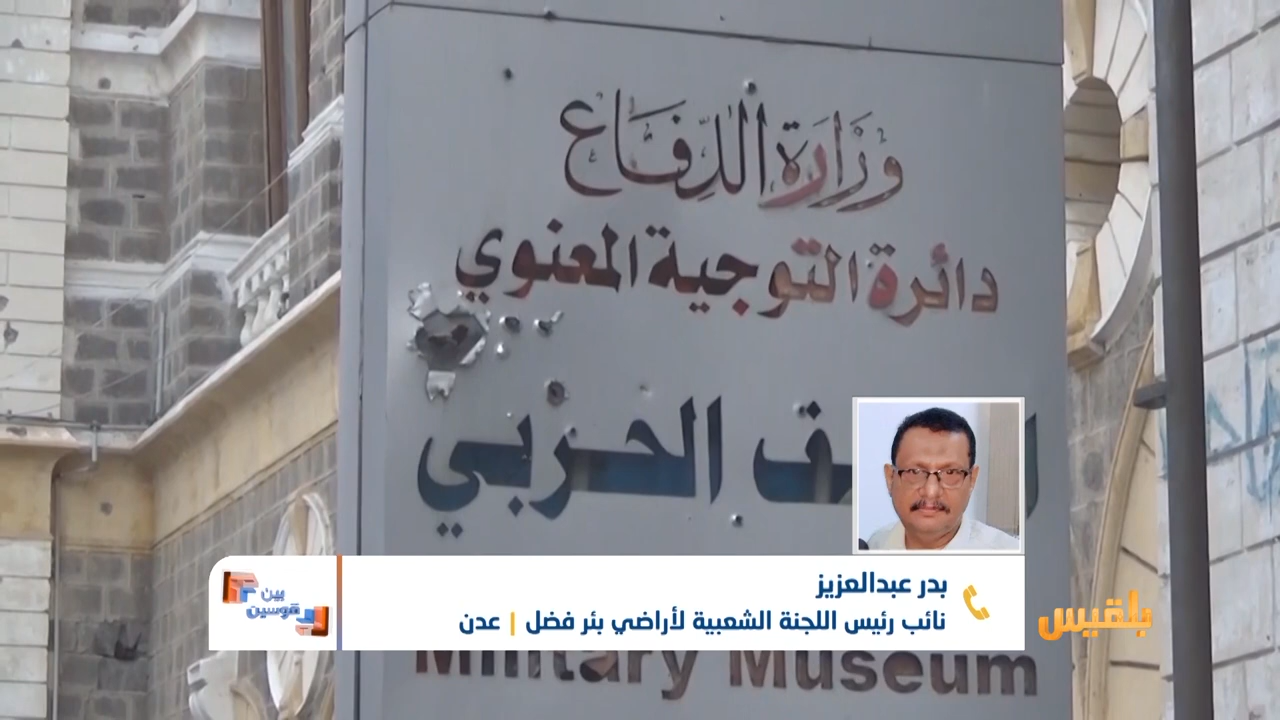 وزارة الدفاع
دائرة التوجية المعنوي
الحربي
بدر عبدالعزيز
نائب رئيس اللجنة الشعبية لأراضي بئر فضل | عدن
بين قوسين
بلقيس
Military Museum